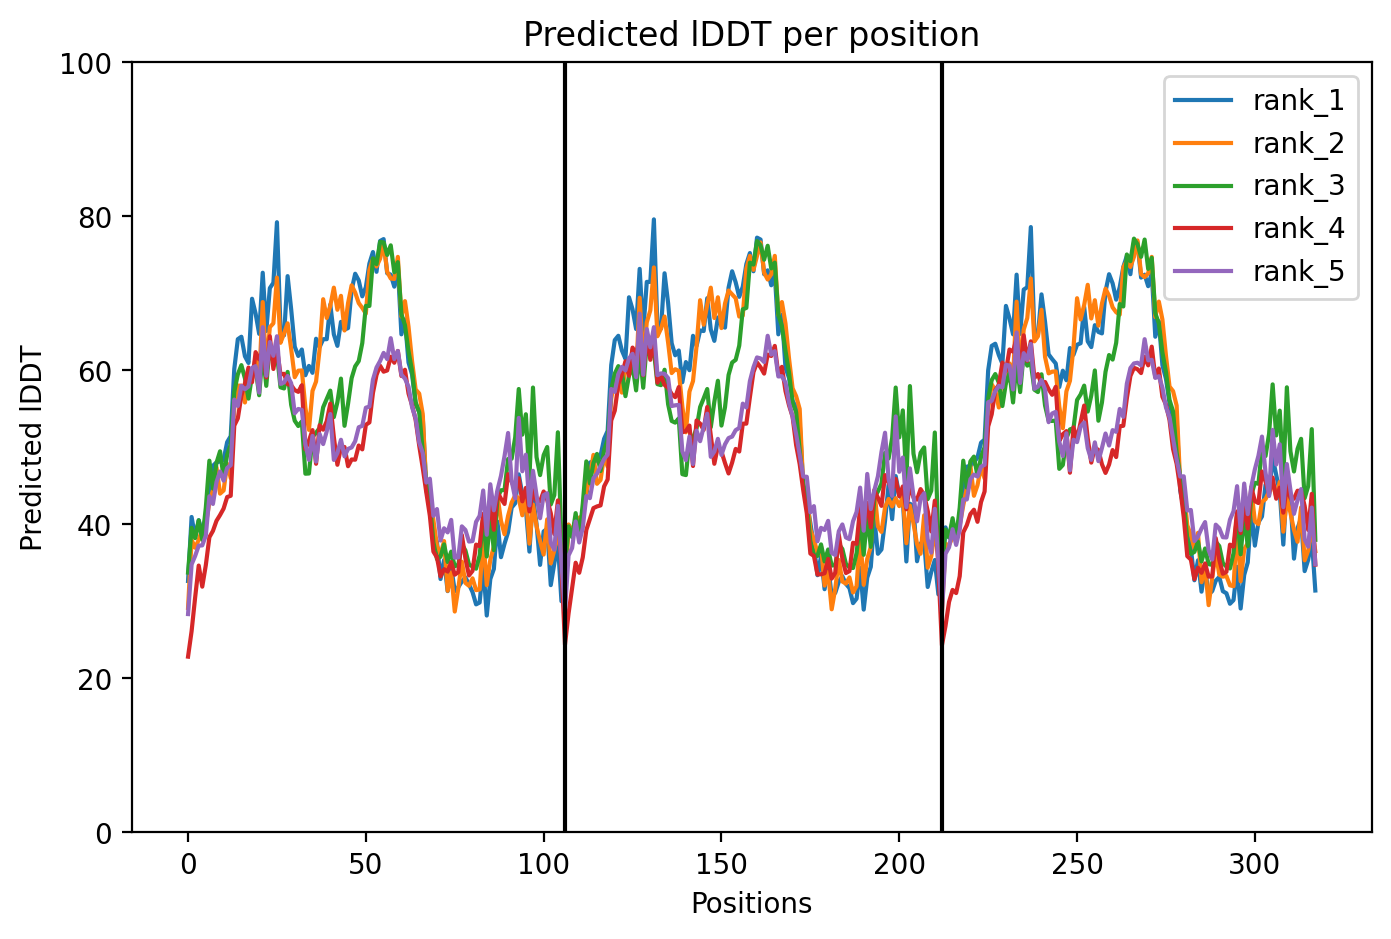 Predicted lDDT per position
100
80
60
40
20
0
Predicted lDDT
0 50 100 150 200 250 300
Positions
rank_1
rank_2
rank_3
rank_4
rank_5